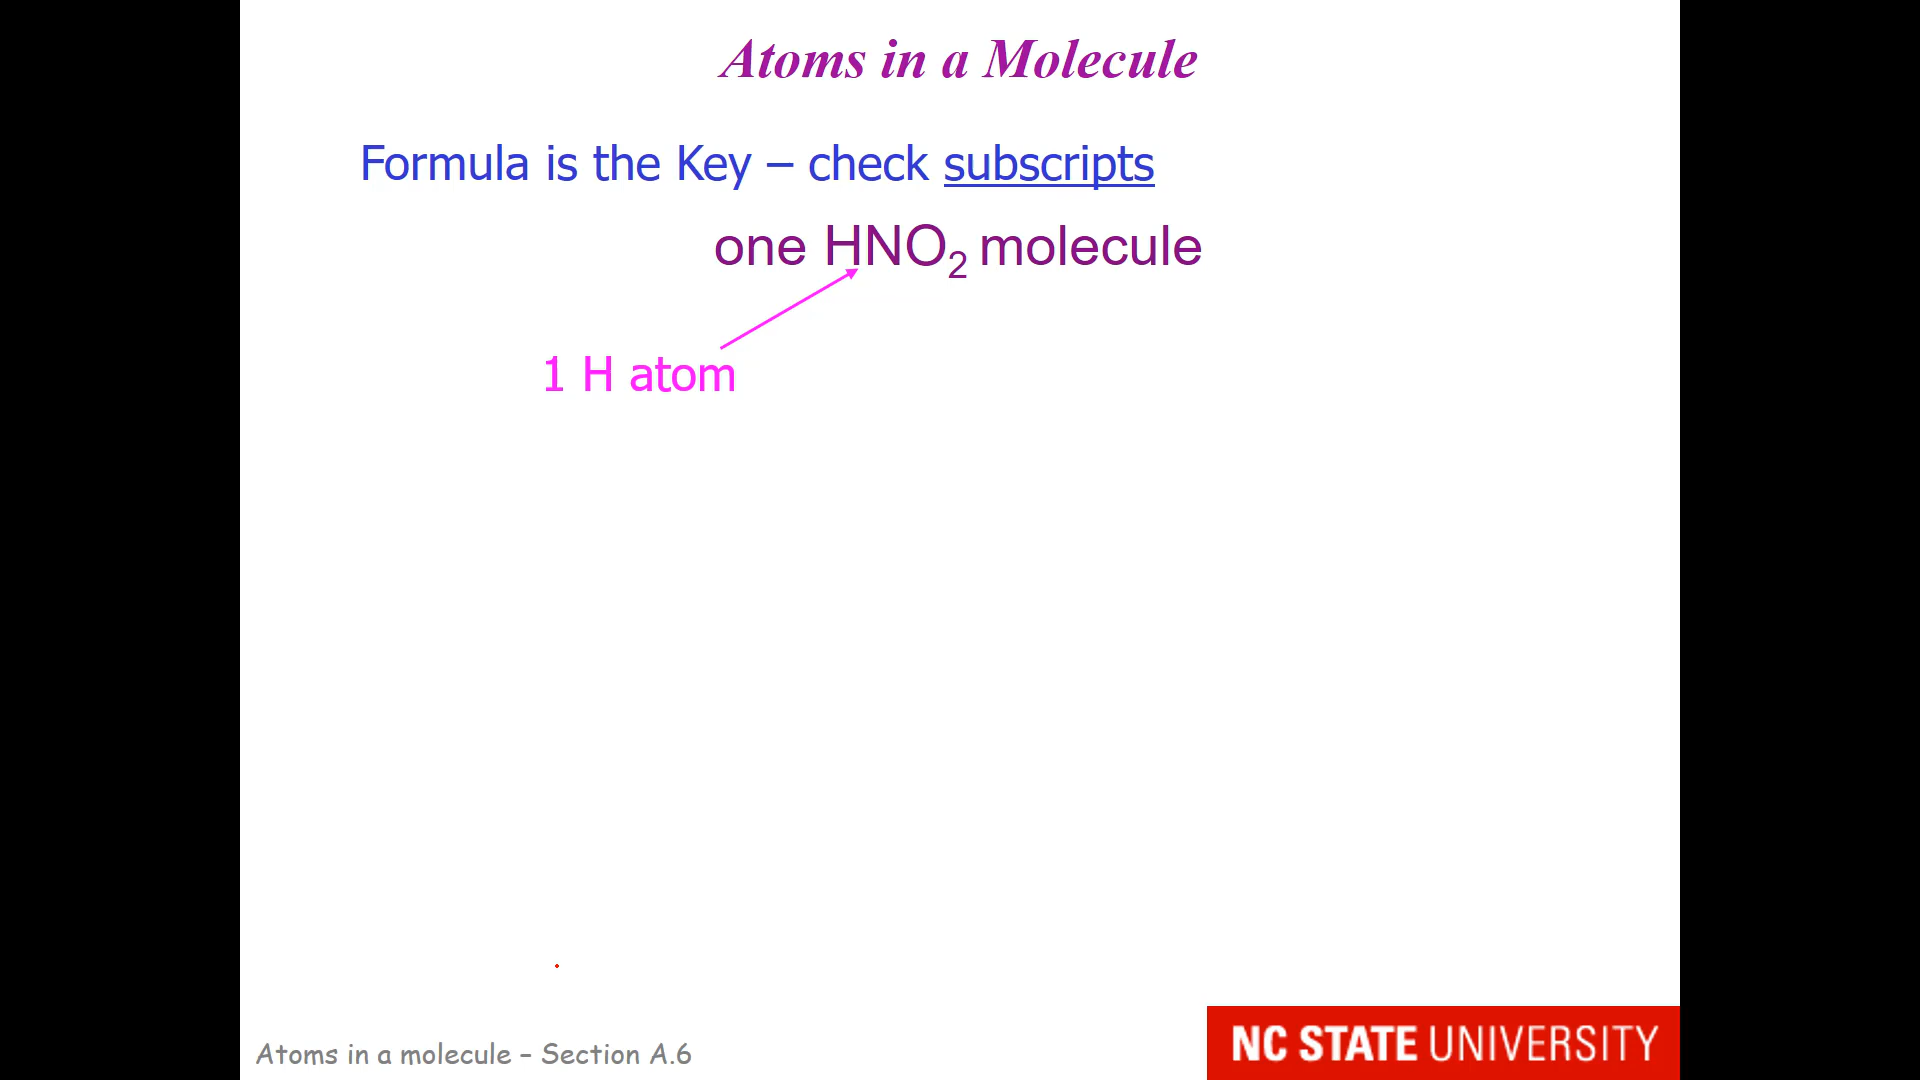 Atoms in a Molecule
Formula is the Key – check subscripts
one HNO₂ molecule
1 H atom
Atoms in a molecule – Section A.6
NC STATE UNIVERSITY